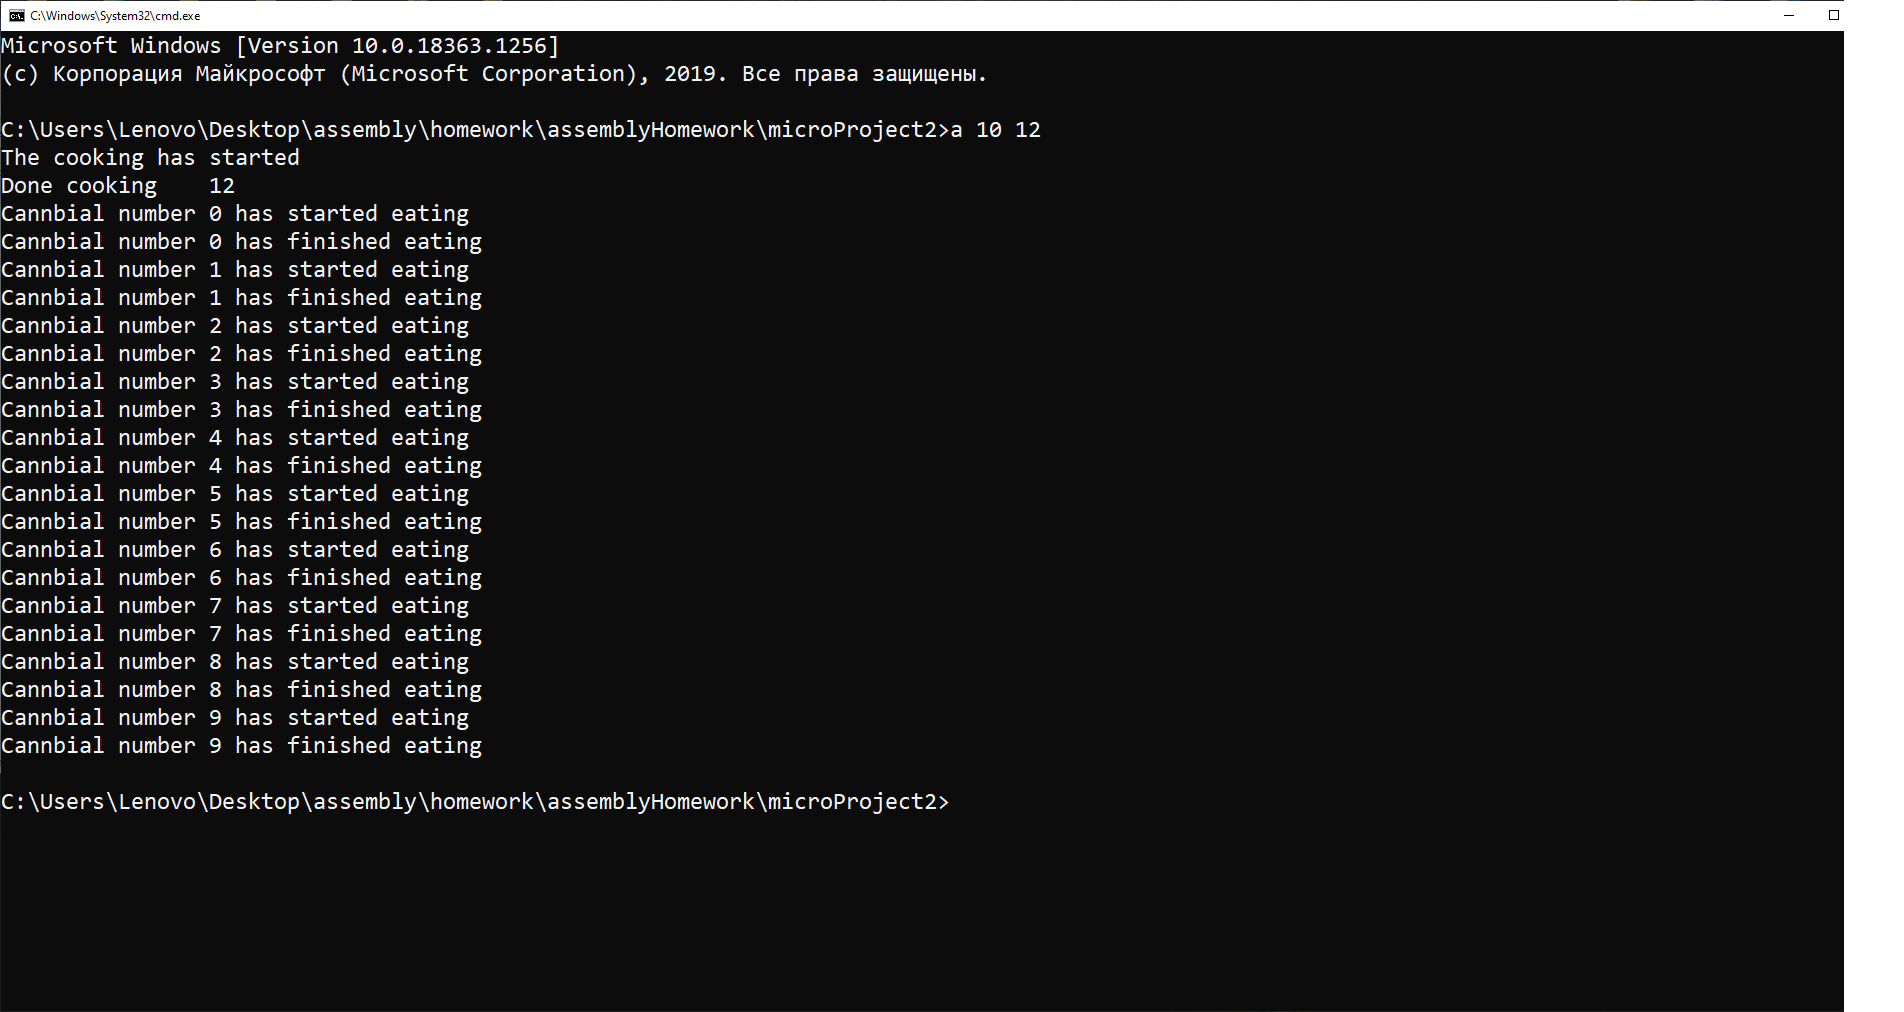 C:\Windows\System32\cmd.exe
Microsoft Windows [Version 10.0.18363.1256]
(c) Корпорация Майкрософт (Microsoft Corporation), 2019. Все права защищены.
C:\Users\Lenovo\Desktop\assembly\homework\assemblyHomework\microProject2>a 10 12
The cooking has started
Done cooking    12
Cannbial number 0 has started eating
Cannbial number 0 has finished eating
Cannbial number 1 has started eating
Cannbial number 1 has finished eating
Cannbial number 2 has started eating
Cannbial number 2 has finished eating
Cannbial number 3 has started eating
Cannbial number 3 has finished eating
Cannbial number 4 has started eating
Cannbial number 4 has finished eating
Cannbial number 5 has started eating
Cannbial number 5 has finished eating
Cannbial number 6 has started eating
Cannbial number 6 has finished eating
Cannbial number 7 has started eating
Cannbial number 7 has finished eating
Cannbial number 8 has started eating
Cannbial number 8 has finished eating
Cannbial number 9 has started eating
Cannbial number 9 has finished eating
C:\Users\Lenovo\Desktop\assembly\homework\assemblyHomework\microProject2>